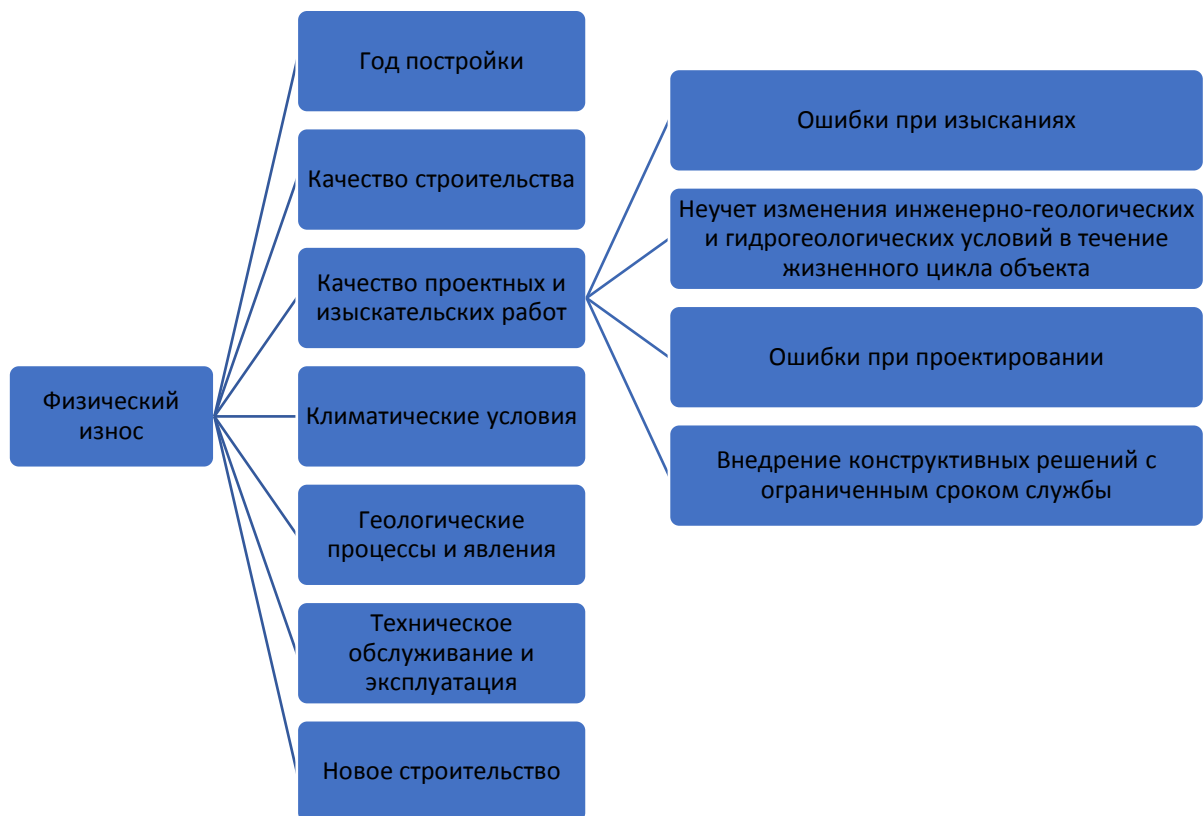 Физический
износ
Год постройки
Качество строительства
Качество проектных и
изыскательских работ
Климатические условия
Геологические
процессы и явления
Техническое
обслуживание и
эксплуатация
Новое строительство
Ошибки при изысканиях
Неучет изменения инженерно-геологических
и гидрогеологических условий в течение
жизненного цикла объекта
Ошибки при проектировании
Внедрение конструктивных решений с
ограниченным сроком службы